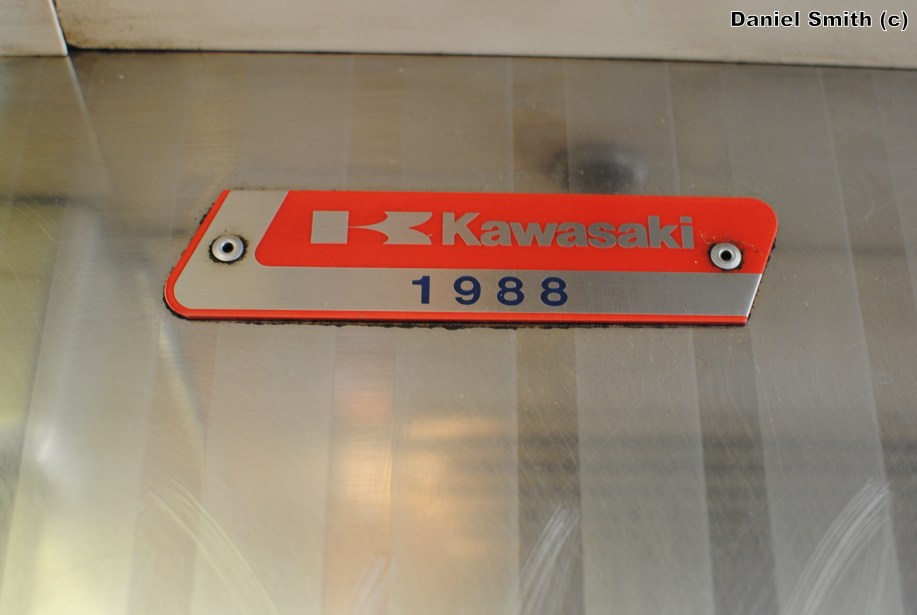 Daniel Smith (c)
Kawasaki
1988